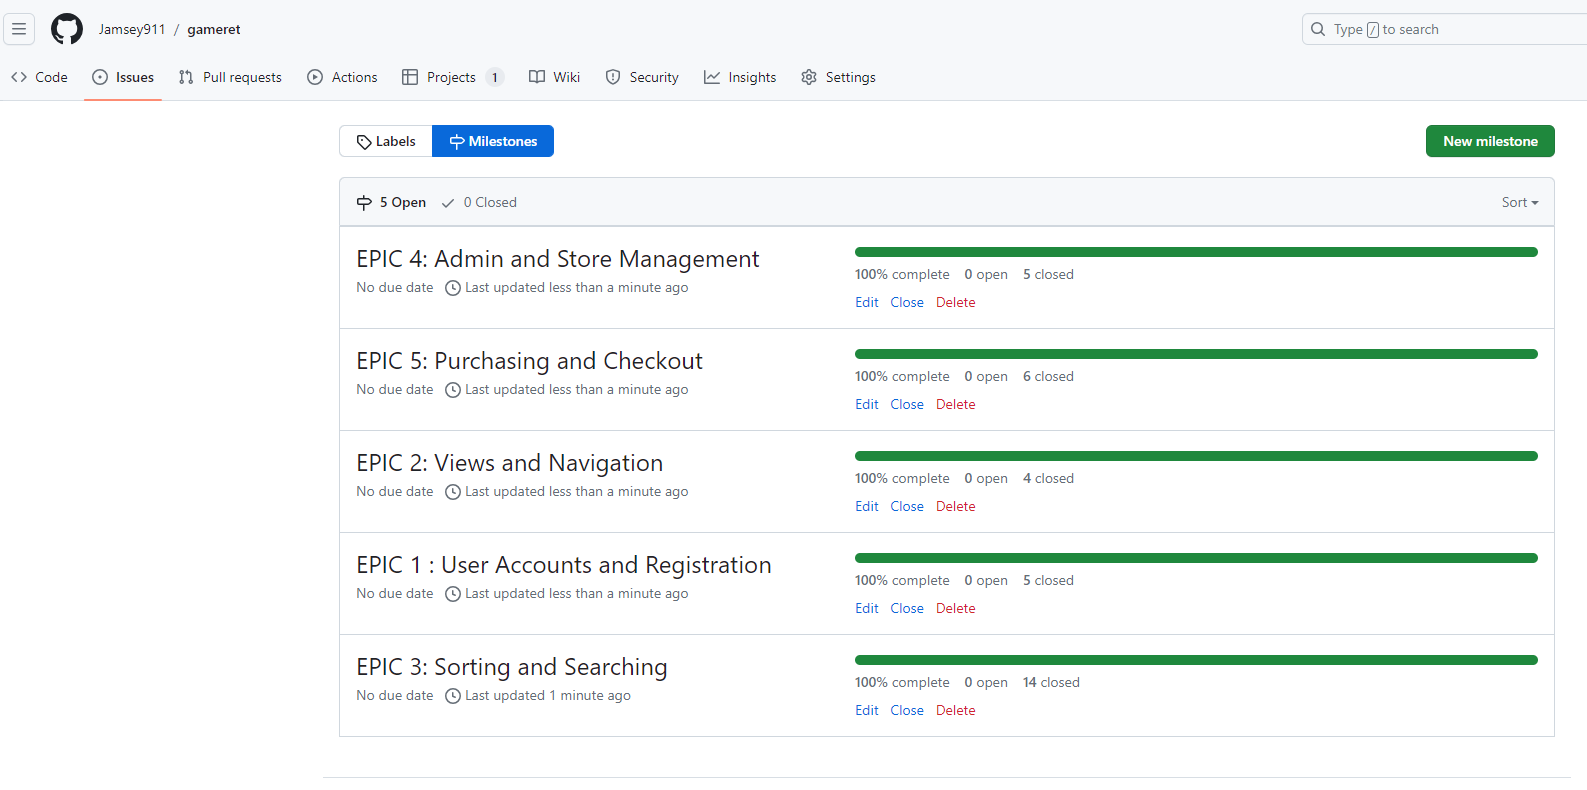 Jamsey911 / gameret
Type / to search
Code Issues Pull requests Actions Projects 1 Wiki Security Insights Settings
Labels Milestones New milestone
5 Open 0 Closed Sort
EPIC 4: Admin and Store Management
No due date Last updated less than a minute ago
100% complete 0 open 5 closed
Edit Close Delete
EPIC 5: Purchasing and Checkout
No due date Last updated less than a minute ago
100% complete 0 open 6 closed
Edit Close Delete
EPIC 2: Views and Navigation
No due date Last updated less than a minute ago
100% complete 0 open 4 closed
Edit Close Delete
EPIC 1 : User Accounts and Registration
No due date Last updated less than a minute ago
100% complete 0 open 5 closed
Edit Close Delete
EPIC 3: Sorting and Searching
No due date Last updated 1 minute ago
100% complete 0 open 14 closed
Edit Close Delete